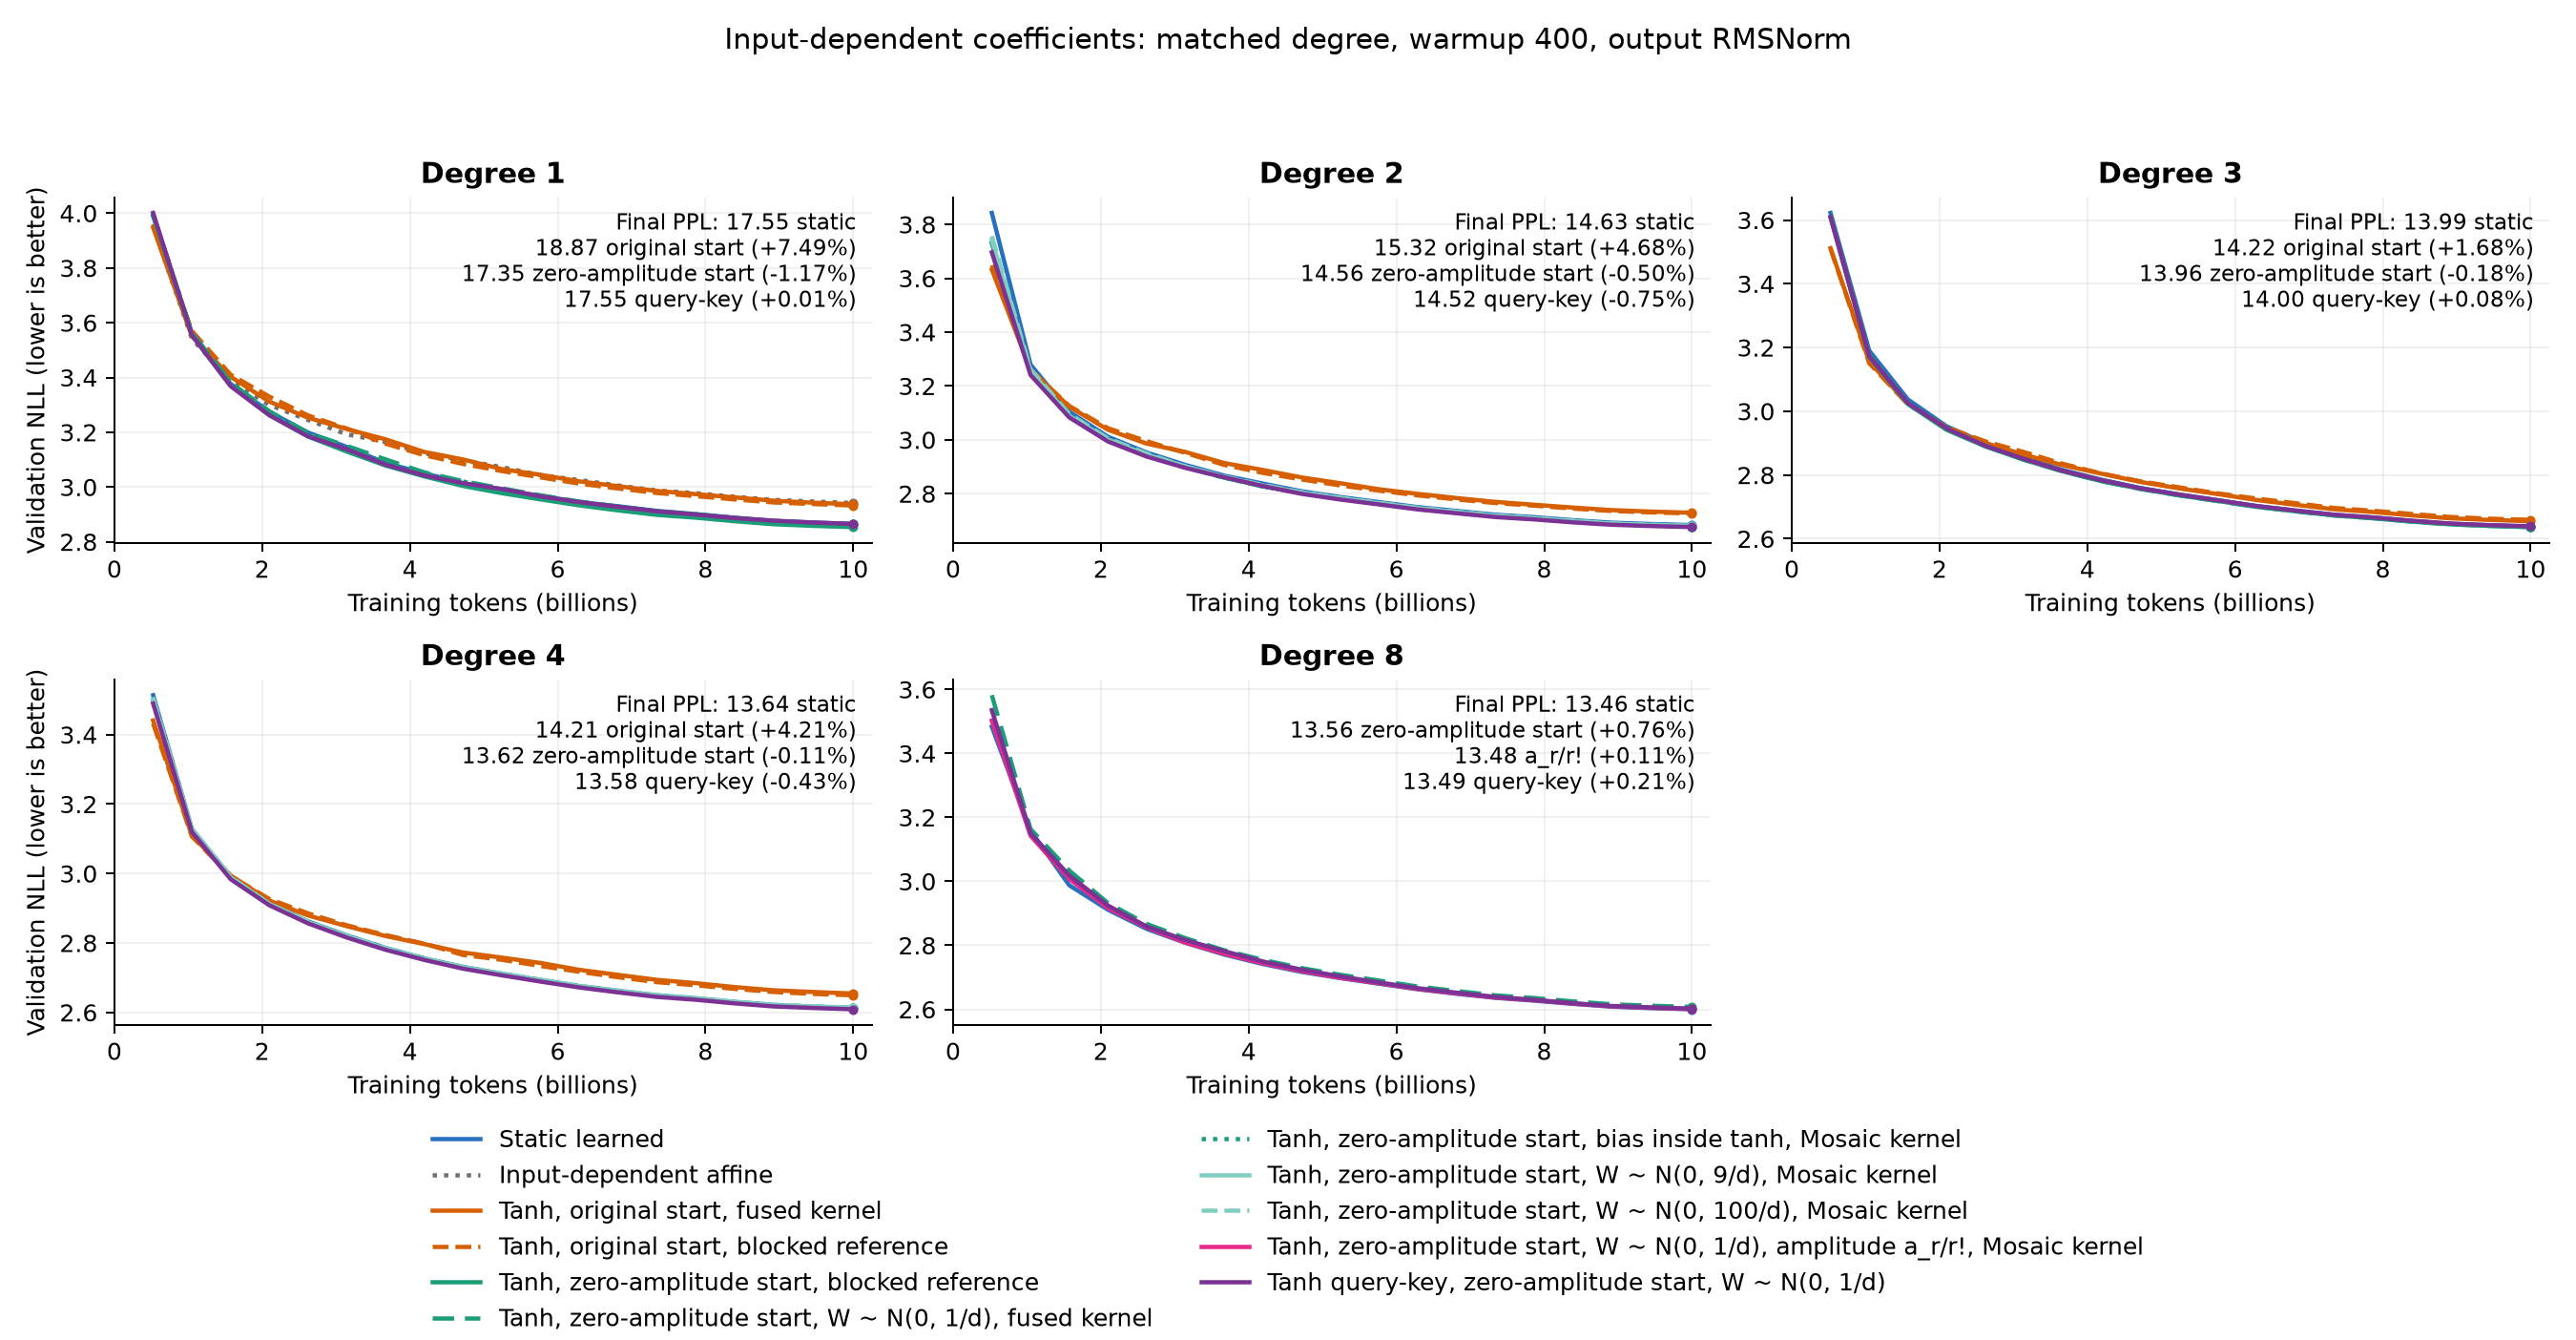 Input-dependent coefficients: matched degree, warmup 400, output RMSNorm
Degree 1
Validation NLL (lower is better)
4.0
3.8
3.6
3.4
3.2
3.0
2.8
Final PPL: 17.55 static
18.87 original start (+7.49%)
17.35 zero-amplitude start (-1.17%)
17.55 query-key (+0.01%)
0 2 4 6 8 10
Training tokens (billions)
Degree 2
3.8
3.6
3.4
3.2
3.0
2.8
Final PPL: 14.63 static
15.32 original start (+4.68%)
14.56 zero-amplitude start (-0.50%)
14.52 query-key (-0.75%)
0 2 4 6 8 10
Training tokens (billions)
Degree 3
3.6
3.4
3.2
3.0
2.8
2.6
Final PPL: 13.99 static
14.22 original start (+1.68%)
13.96 zero-amplitude start (-0.18%)
14.00 query-key (+0.08%)
0 2 4 6 8 10
Training tokens (billions)
Degree 4
Validation NLL (lower is better)
3.4
3.2
3.0
2.8
2.6
Final PPL: 13.64 static
14.21 original start (+4.21%)
13.62 zero-amplitude start (-0.11%)
13.58 query-key (-0.43%)
0 2 4 6 8 10
Training tokens (billions)
Degree 8
3.6
3.4
3.2
3.0
2.8
2.6
Final PPL: 13.46 static
13.56 zero-amplitude start (+0.76%)
13.48 a_r/r! (+0.11%)
13.49 query-key (+0.21%)
0 2 4 6 8 10
Training tokens (billions)
Static learned
Input-dependent affine
Tanh, original start, fused kernel
Tanh, original start, blocked reference
Tanh, zero-amplitude start, blocked reference
Tanh, zero-amplitude start, W ~ N(0, 1/d), fused kernel
Tanh, zero-amplitude start, bias inside tanh, Mosaic kernel
Tanh, zero-amplitude start, W ~ N(0, 9/d), Mosaic kernel
Tanh, zero-amplitude start, W ~ N(0, 100/d), Mosaic kernel
Tanh, zero-amplitude start, W ~ N(0, 1/d), amplitude a_r/r!, Mosaic kernel
Tanh query-key, zero-amplitude start, W ~ N(0, 1/d)